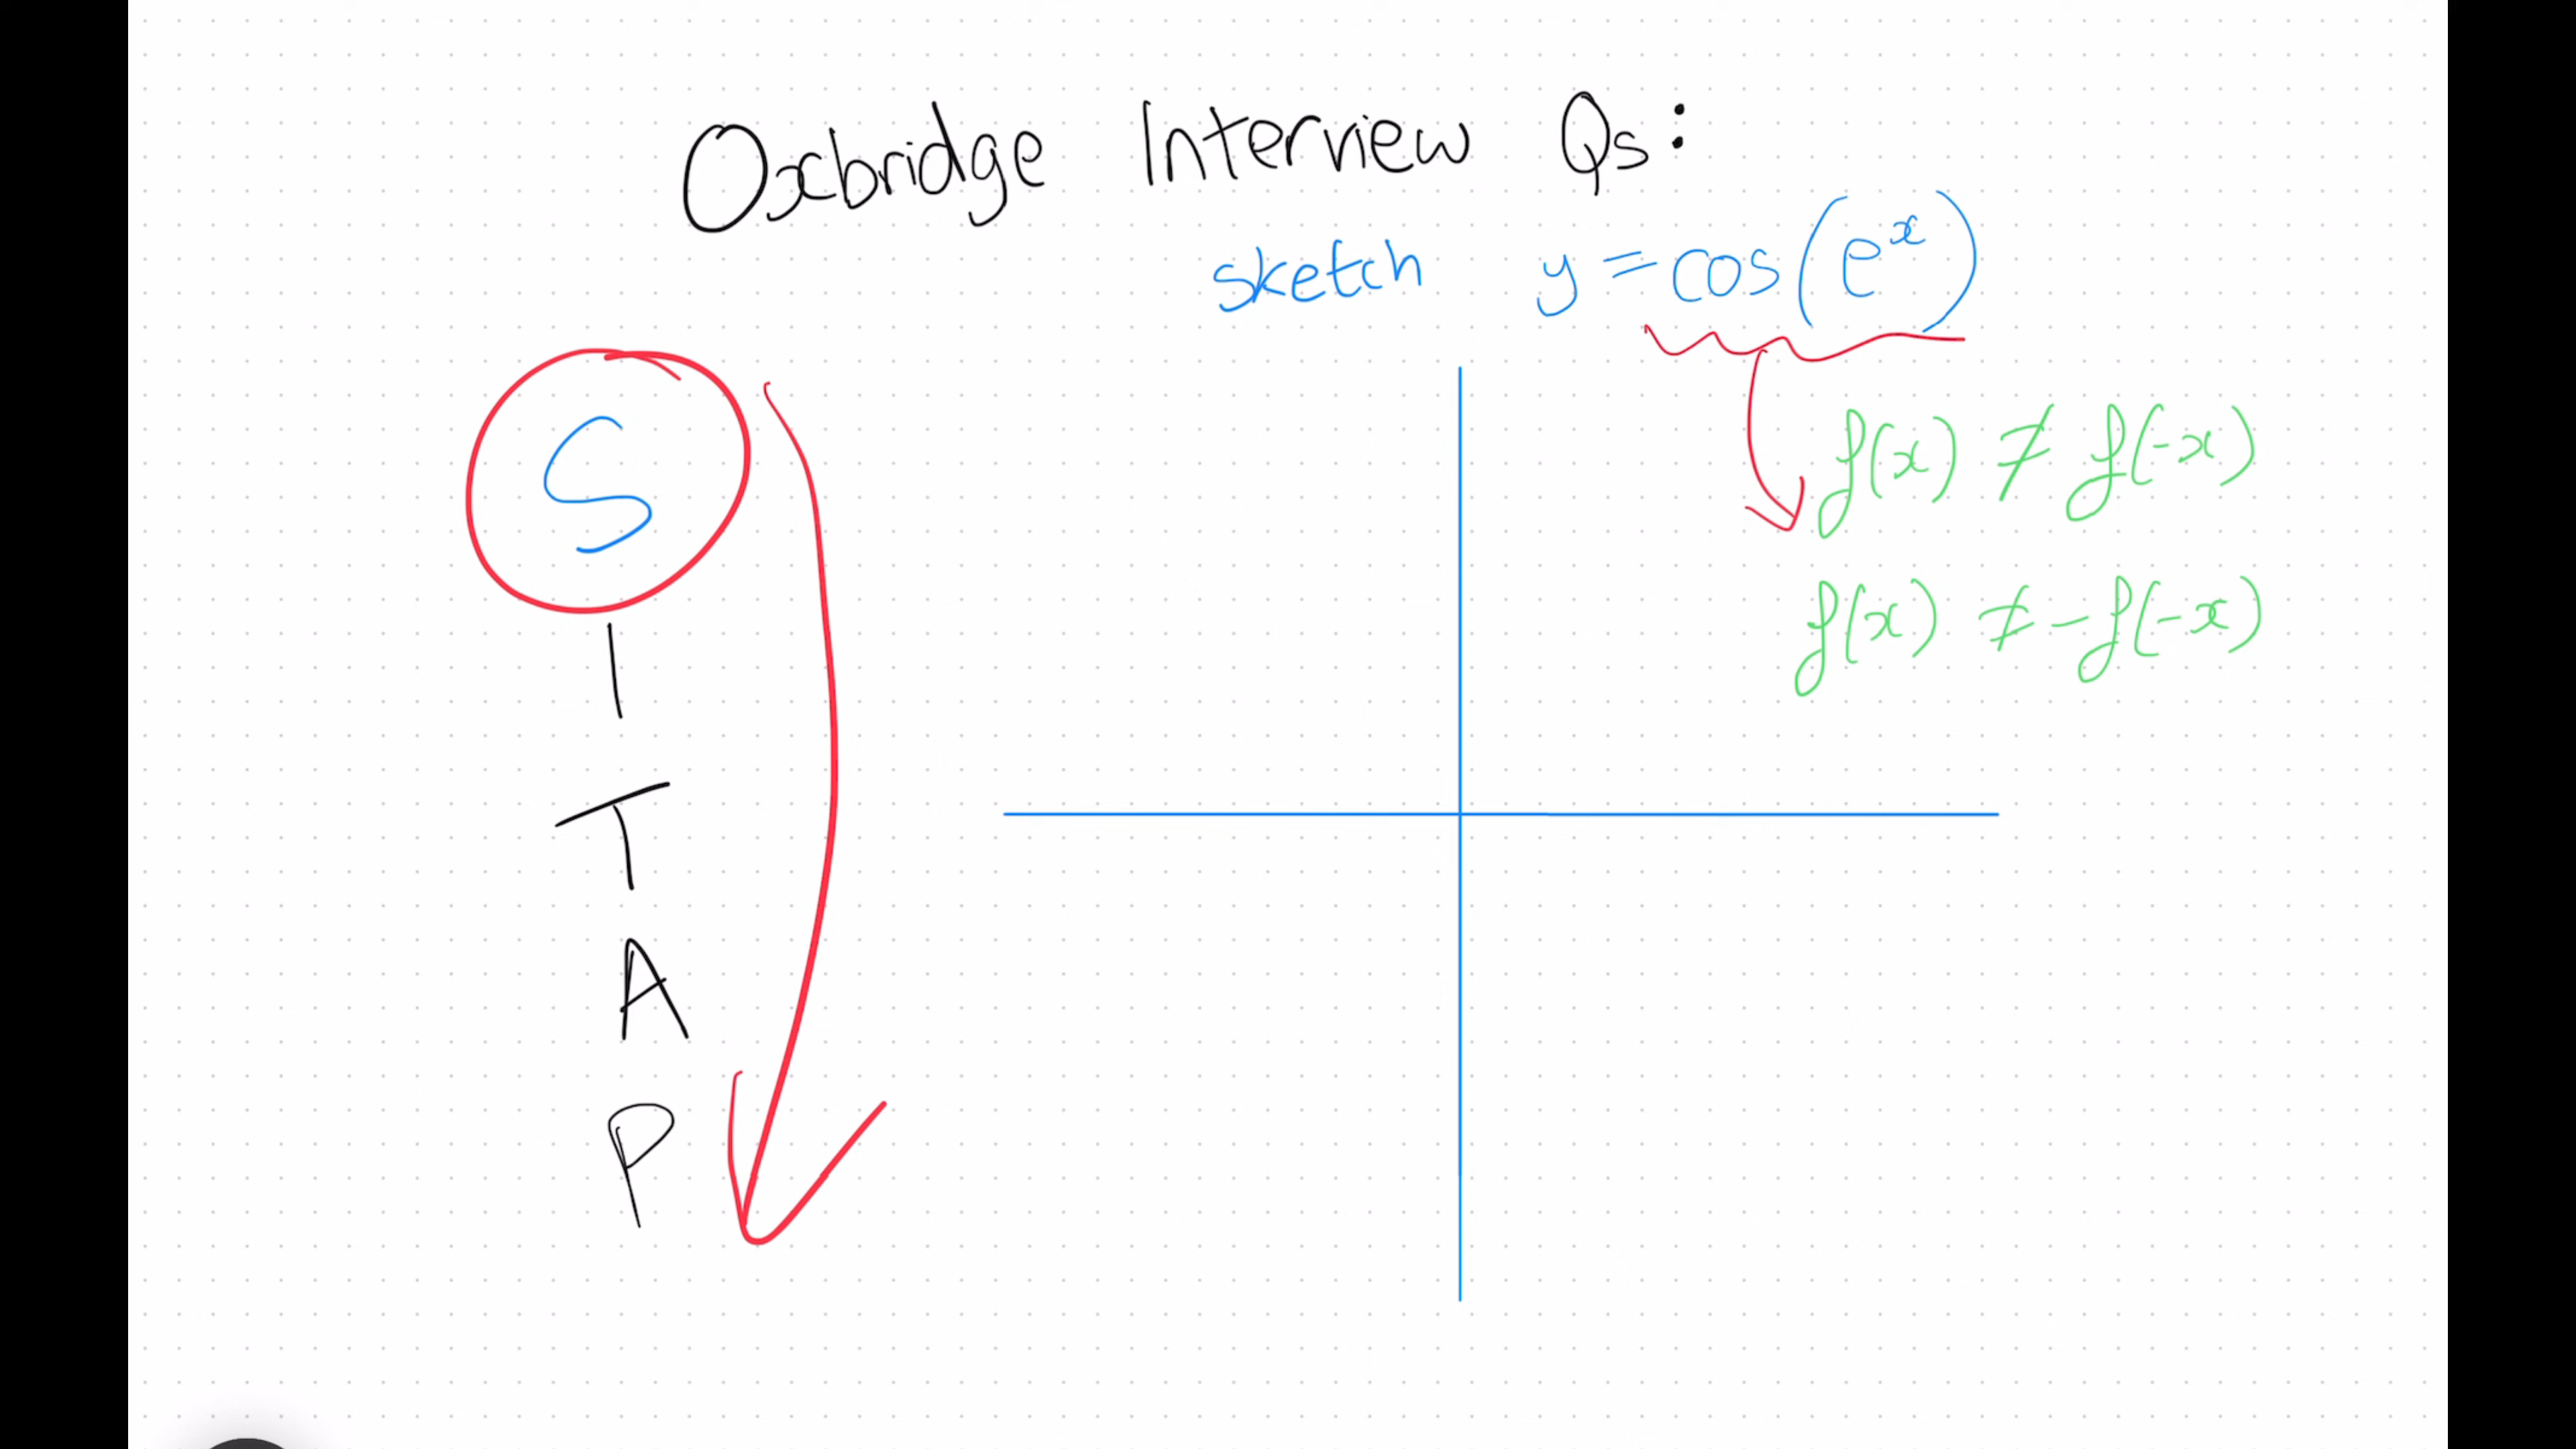 Oxbridge Interview Qs:
sketch y = cos(e^x)
S
I
T
A
P
f(x) ≠ f(-x)
f(x) ≠ -f(-x)